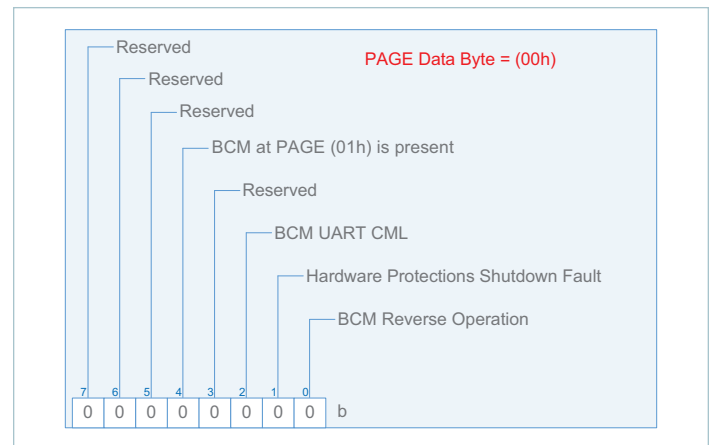 Reserved
PAGE Data Byte = (00h)
Reserved
Reserved
BCM at PAGE (01h) is present
Reserved
BCM UART CML
Hardware Protections Shutdown Fault
BCM Reverse Operation
7 6 5 4 3 2 1 0
0 0 0 0 0 0 0 0 b